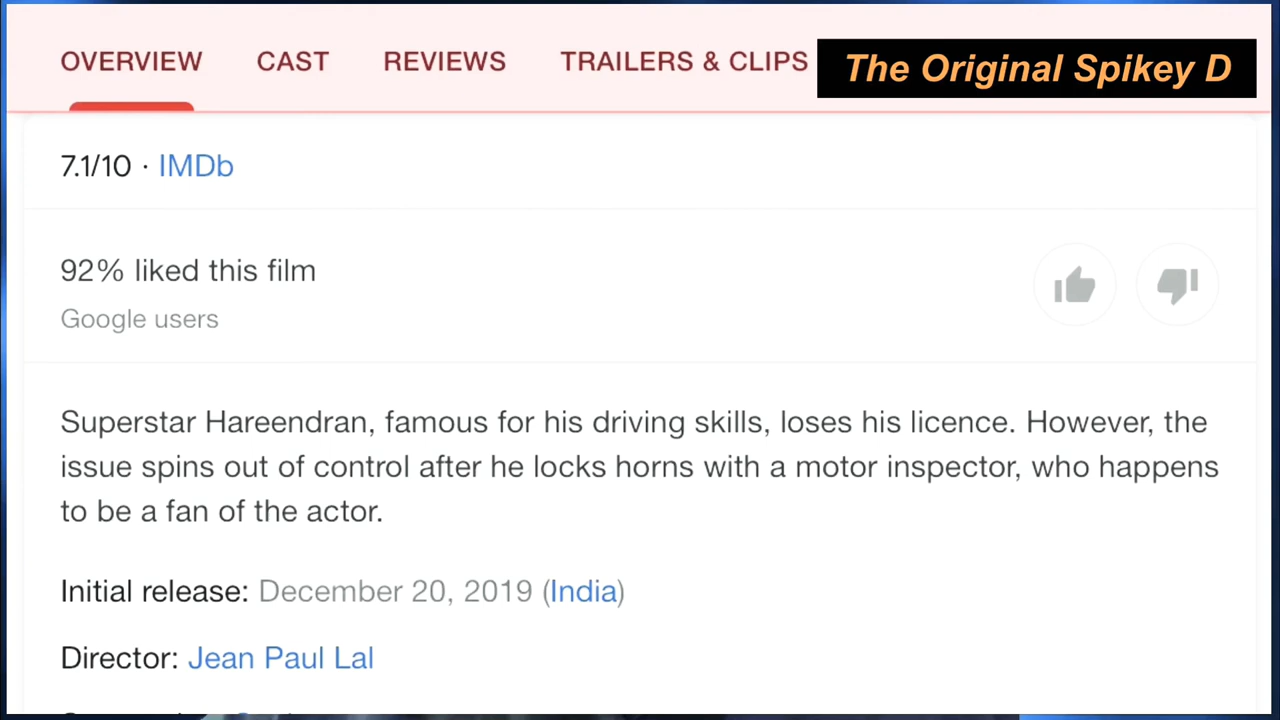 OVERVIEW CAST REVIEWS TRAILERS & CLIPS
The Original Spikey D
7.1/10 · IMDb
92% liked this film
Google users
Superstar Hareendran, famous for his driving skills, loses his licence. However, the
issue spins out of control after he locks horns with a motor inspector, who happens
to be a fan of the actor.
Initial release: December 20, 2019 (India)
Director: Jean Paul Lal